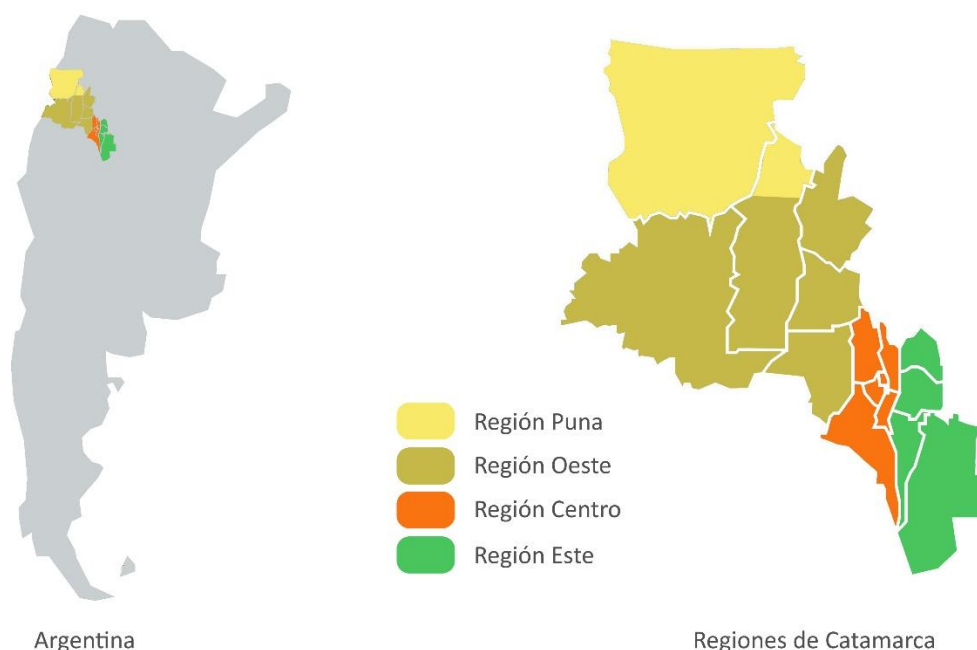 Región Puna
Región Oeste
Región Centro
Región Este
Argentina
Regiones de Catamarca